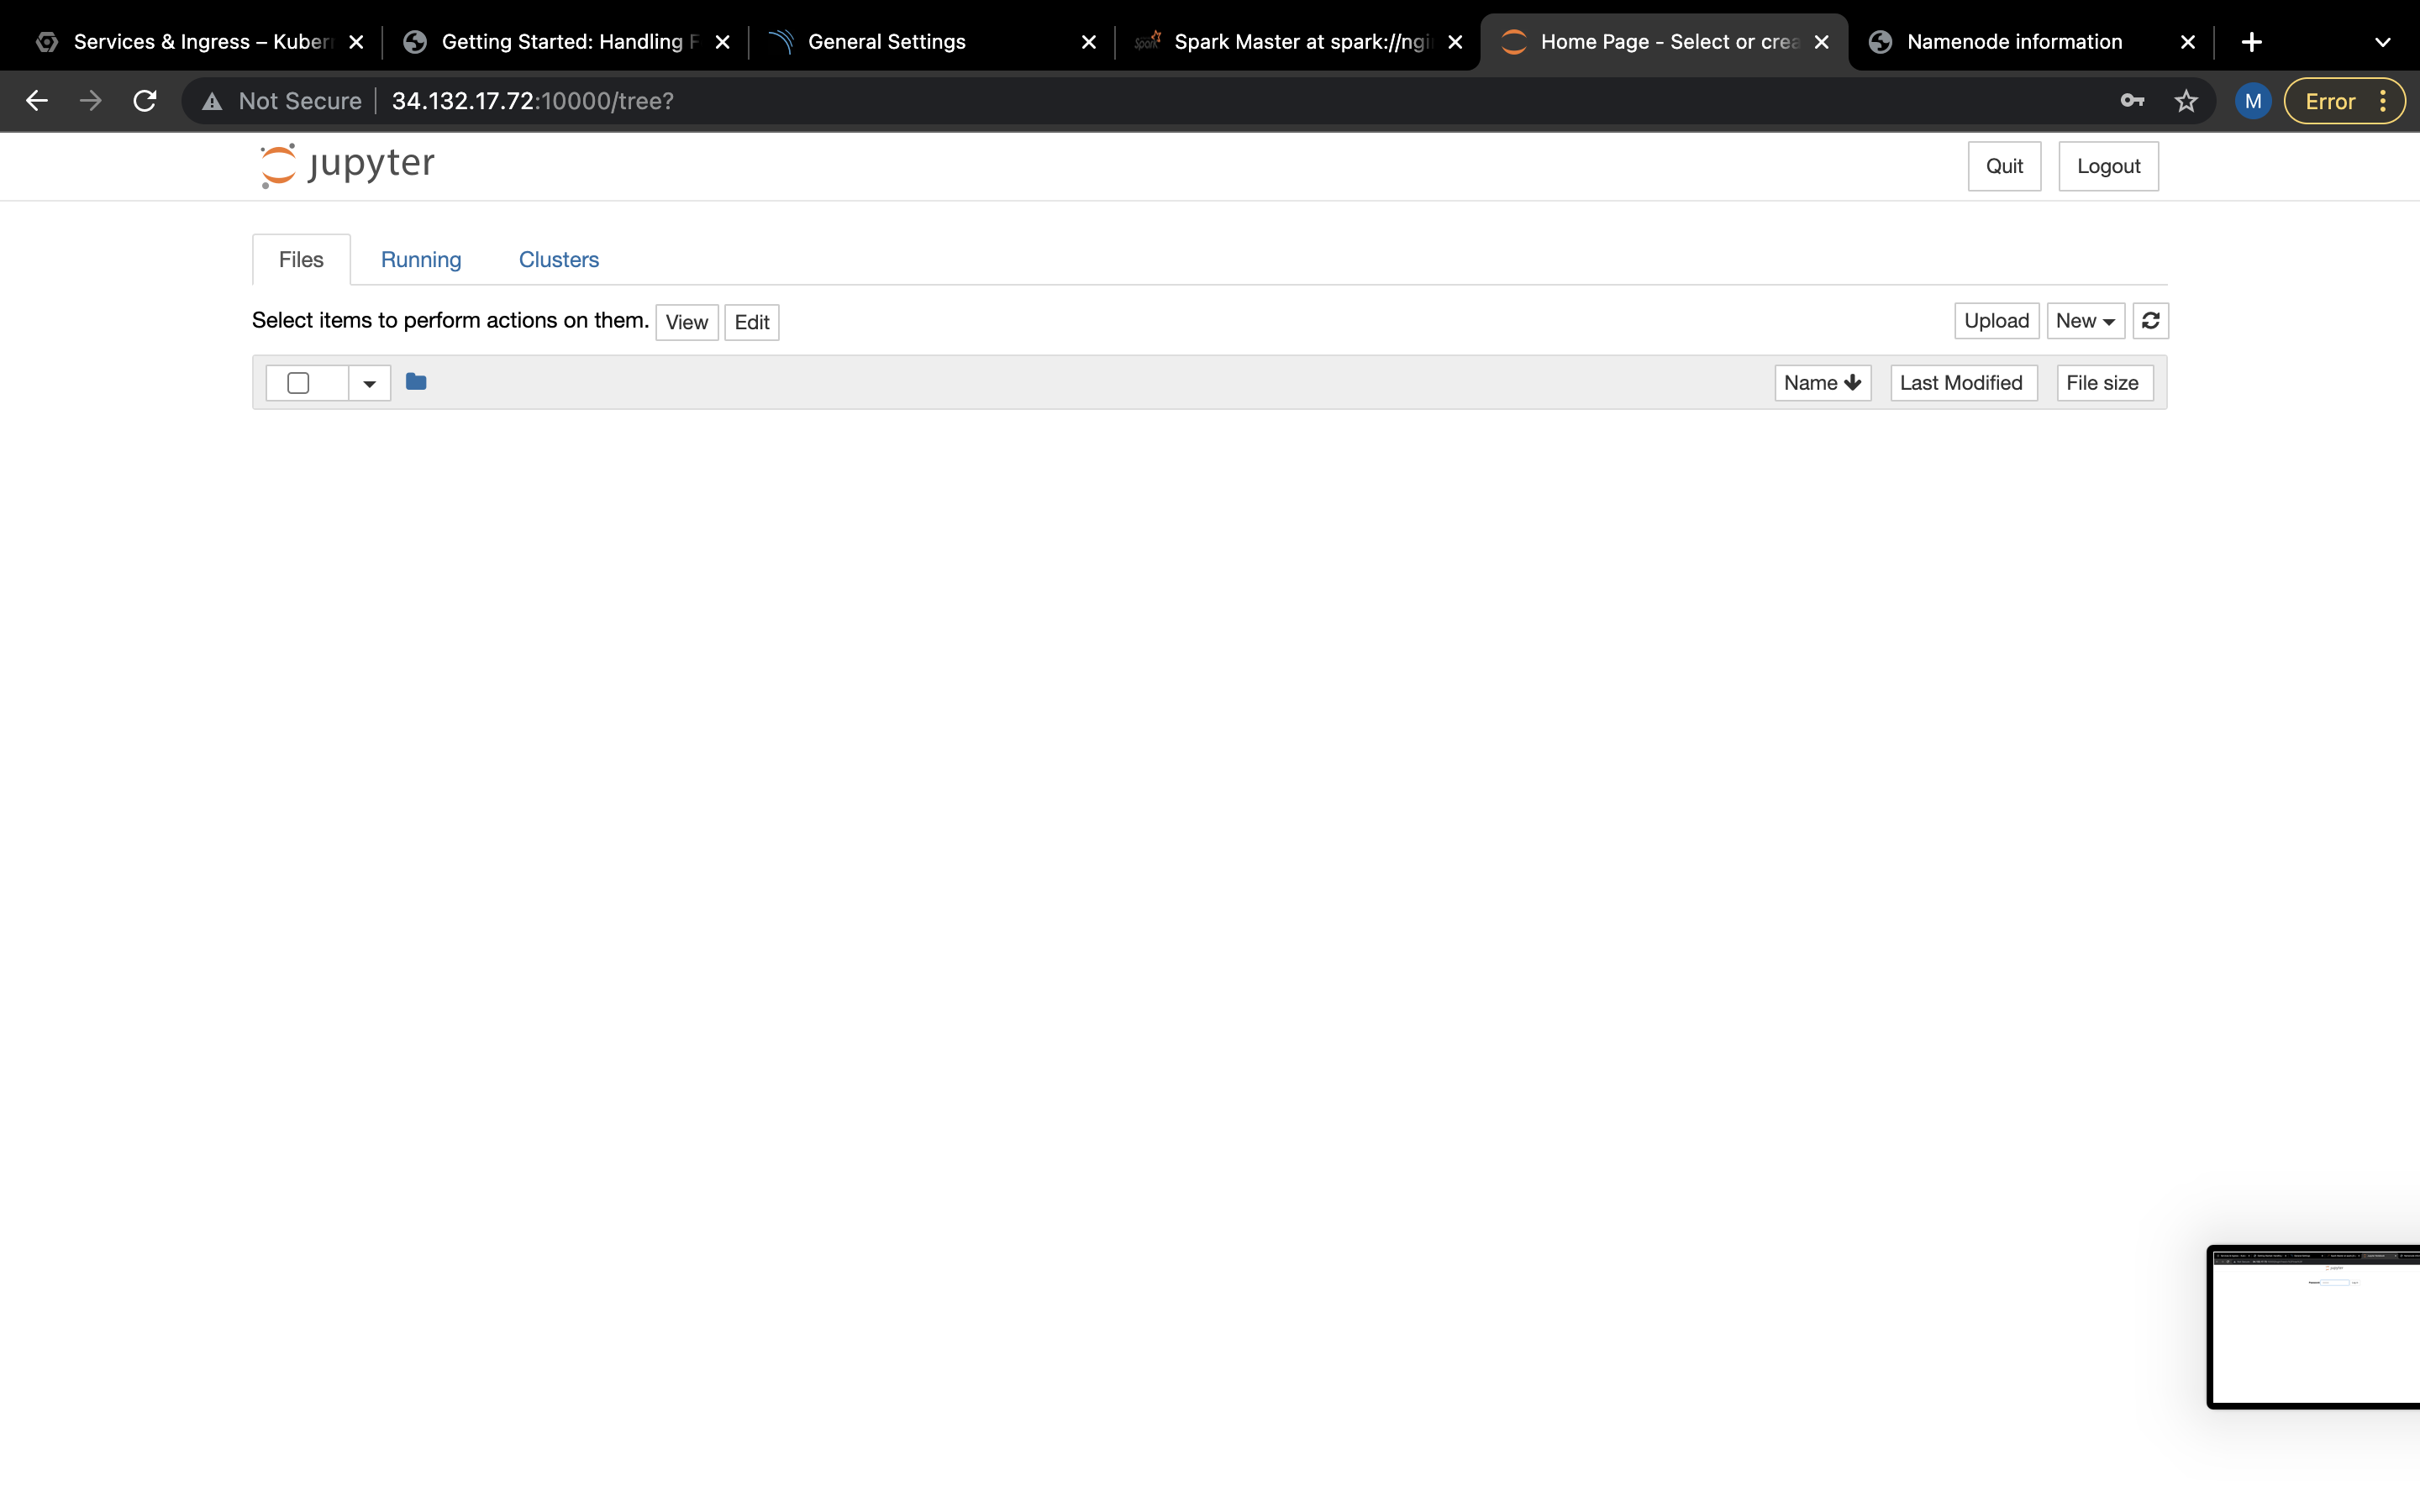 Services & Ingress – Kuber
Getting Started: Handling F
General Settings
Spark Master at spark://ngi
Home Page - Select or crea
Namenode information
Not Secure
34.132.17.72:10000/tree?
M
Error
jupyter
Quit
Logout
Files
Running
Clusters
Select items to perform actions on them.
View
Edit
Upload
New
Name
Last Modified
File size